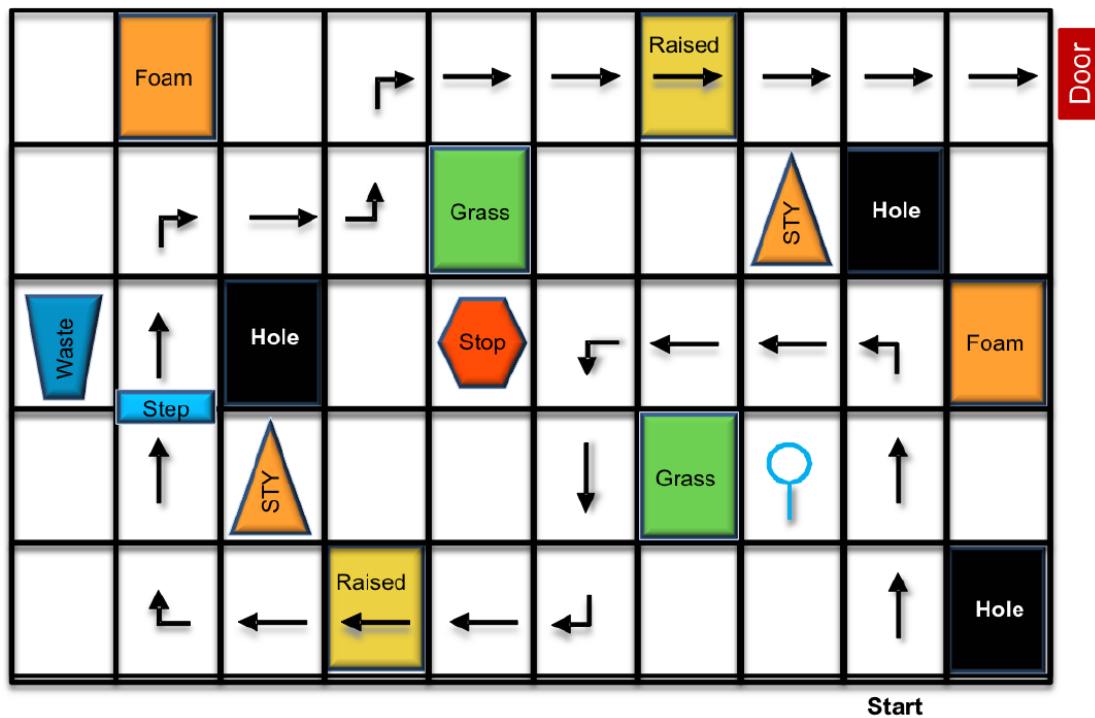 Foam
Raised
Door
Grass
STY
Hole
Waste
Hole
Stop
Foam
Step
STY
Grass
Raised
Hole
Start